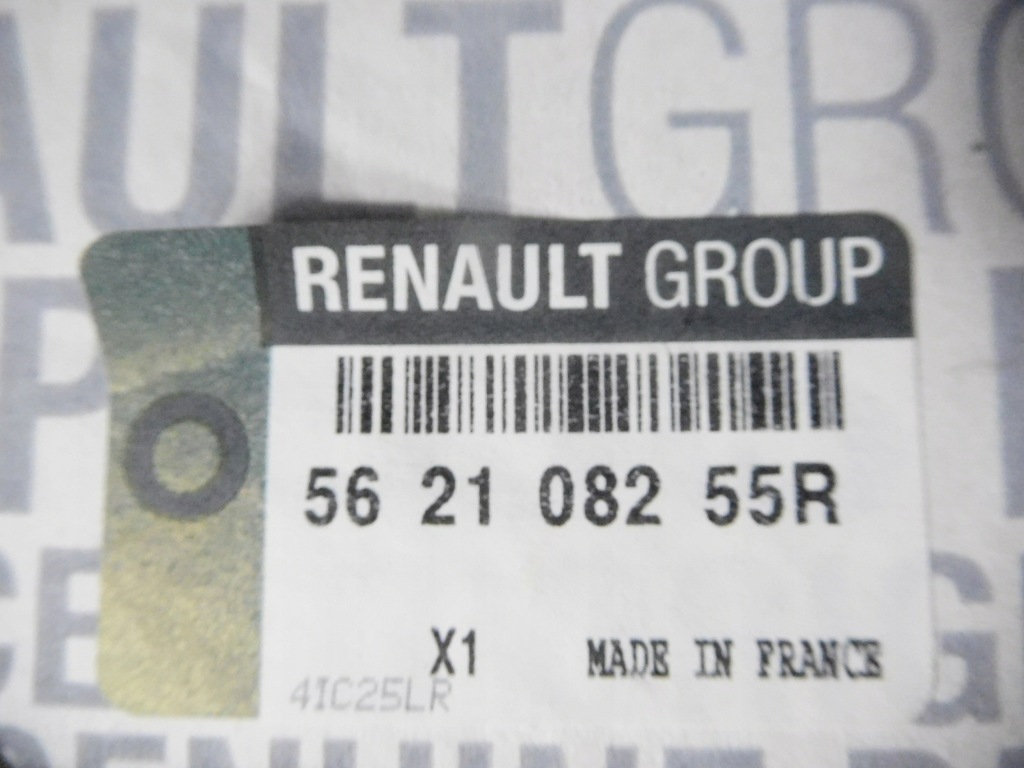 RENAULT GROUP
56 21 082 55R
X1 MADE IN FRANCE
4IC25LR